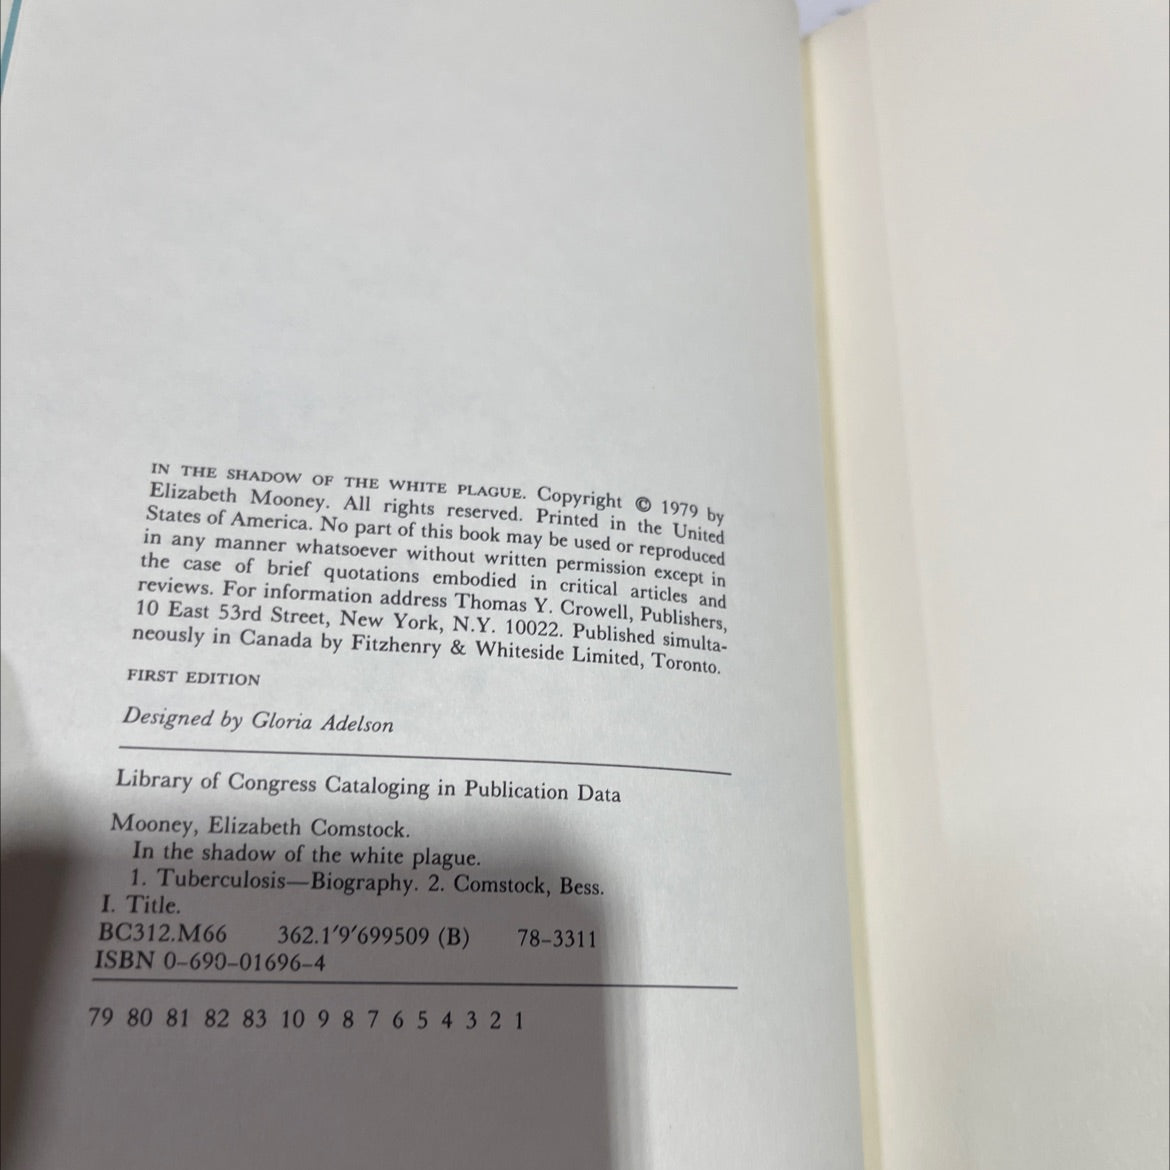 IN THE SHADOW OF THE WHITE PLAGUE. Copyright © 1979 by
Elizabeth Mooney. All rights reserved. Printed in the United
States of America. No part of this book may be used or reproduced
in any manner whatsoever without written permission except in
the case of brief quotations embodied in critical articles and
reviews. For information address Thomas Y. Crowell, Publishers,
10 East 53rd Street, New York, N.Y. 10022. Published simulta-
neously in Canada by Fitzhenry & Whiteside Limited, Toronto.
FIRST EDITION
Designed by Gloria Adelson
Library of Congress Cataloging in Publication Data
Mooney, Elizabeth Comstock.
In the shadow of the white plague.
1. Tuberculosis—Biography. 2. Comstock, Bess.
I. Title.
BC312.M66 362.1'9'699509 (B) 78–3311
ISBN 0–690–01696–4
79 80 81 82 83 10 9 8 7 6 5 4 3 2 1